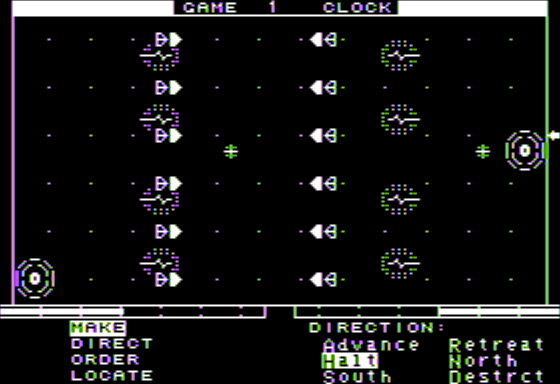 GAME 1 CLOCK
MAKE DIRECTION:
DIRECT Advance Retreat
ORDER Halt North
LOCATE South Destrct